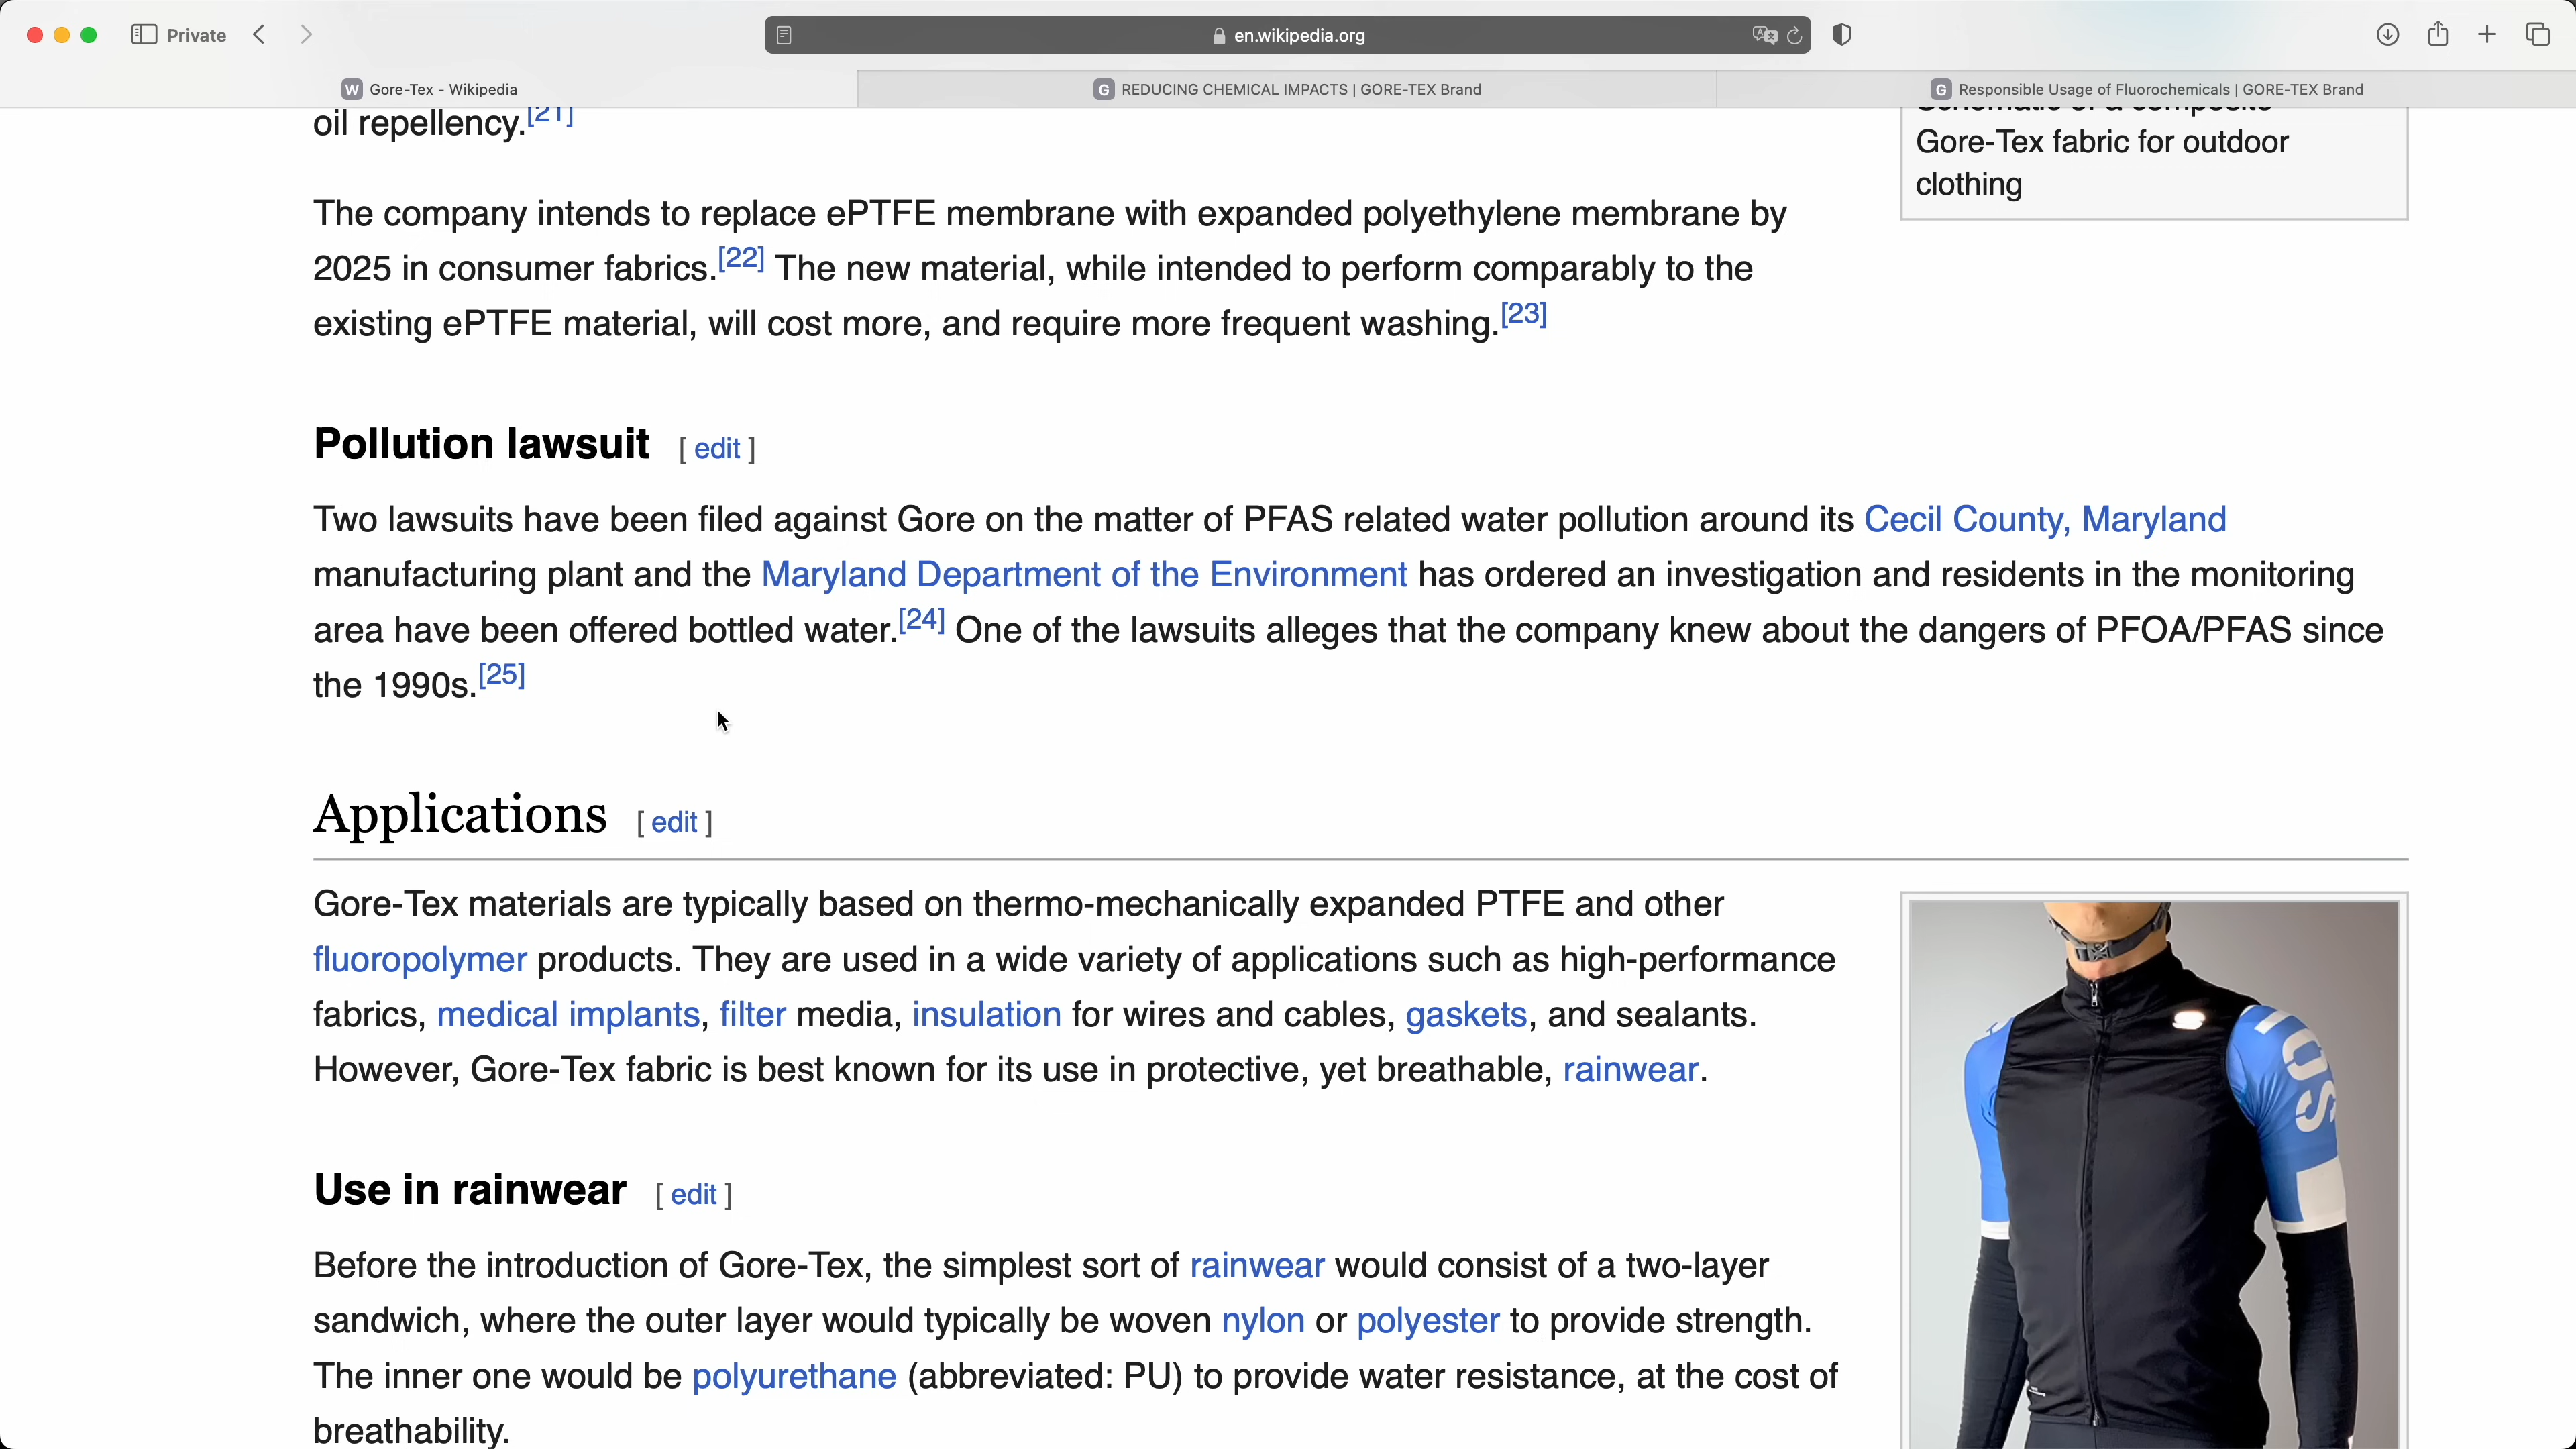 Private
en.wikipedia.org
W Gore-Tex - Wikipedia
G REDUCING CHEMICAL IMPACTS | GORE-TEX Brand
G Responsible Usage of Fluorochemicals | GORE-TEX Brand
oil repellency.[21]
Schematic of a composite
Gore-Tex fabric for outdoor
clothing
The company intends to replace ePTFE membrane with expanded polyethylene membrane by
2025 in consumer fabrics.[22] The new material, while intended to perform comparably to the
existing ePTFE material, will cost more, and require more frequent washing.[23]
Pollution lawsuit [ edit ]
Two lawsuits have been filed against Gore on the matter of PFAS related water pollution around its Cecil County, Maryland
manufacturing plant and the Maryland Department of the Environment has ordered an investigation and residents in the monitoring
area have been offered bottled water.[24] One of the lawsuits alleges that the company knew about the dangers of PFOA/PFAS since
the 1990s.[25]
Applications [ edit ]
Gore-Tex materials are typically based on thermo-mechanically expanded PTFE and other
fluoropolymer products. They are used in a wide variety of applications such as high-performance
fabrics, medical implants, filter media, insulation for wires and cables, gaskets, and sealants.
However, Gore-Tex fabric is best known for its use in protective, yet breathable, rainwear.
Use in rainwear [ edit ]
Before the introduction of Gore-Tex, the simplest sort of rainwear would consist of a two-layer
sandwich, where the outer layer would typically be woven nylon or polyester to provide strength.
The inner one would be polyurethane (abbreviated: PU) to provide water resistance, at the cost of
breathability.